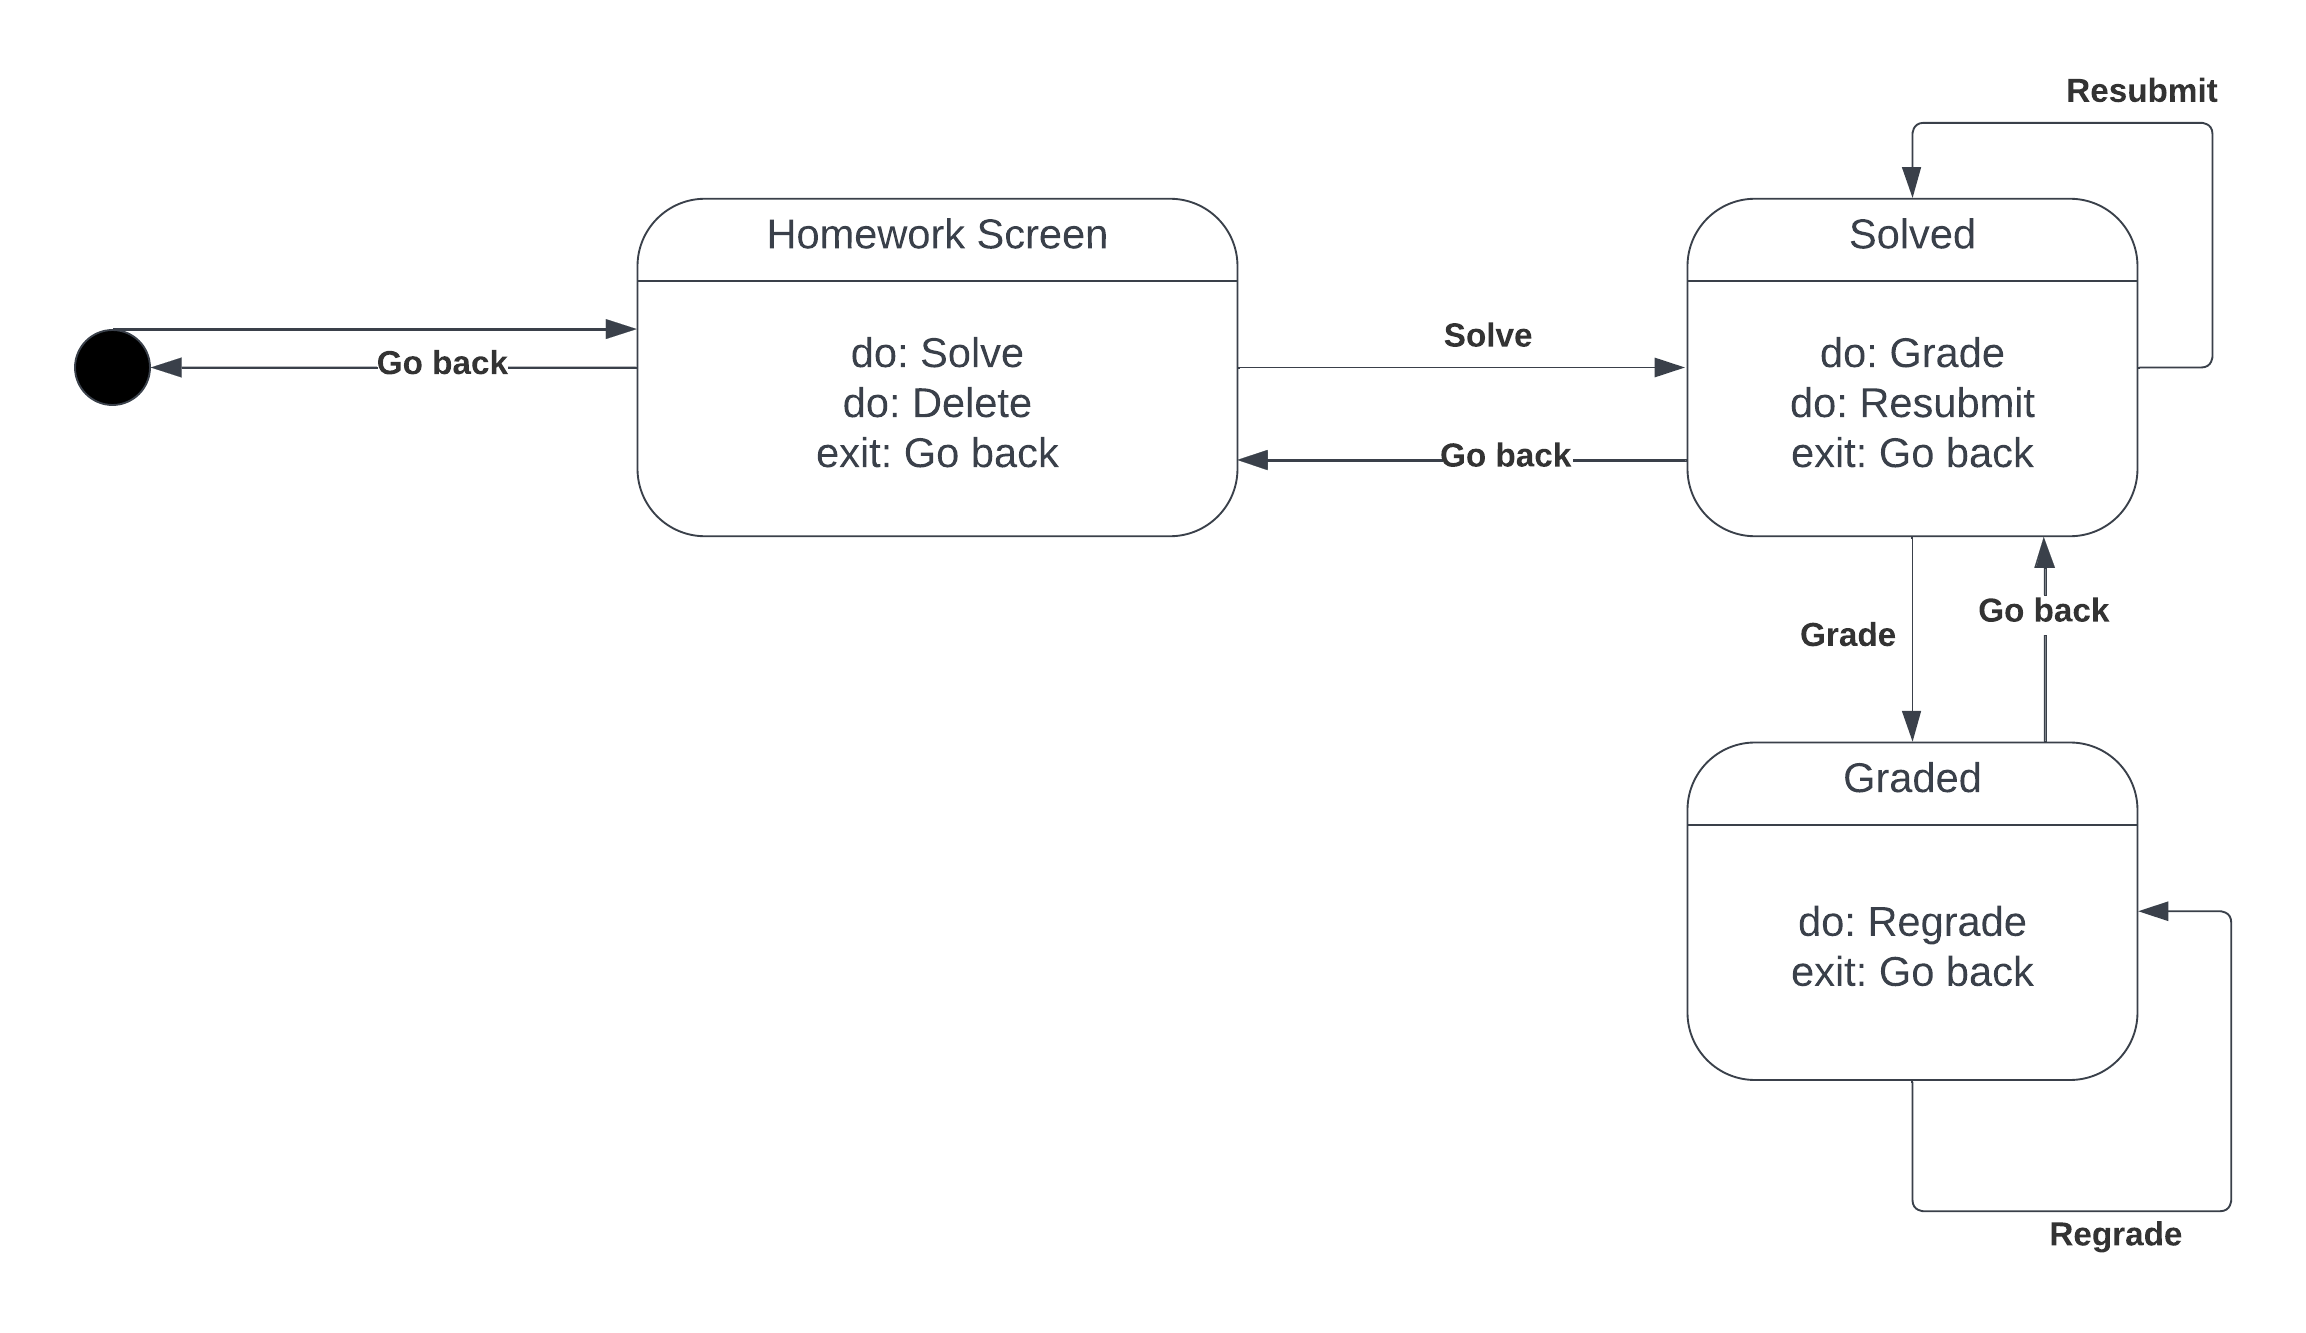 Resubmit
Homework Screen
do: Solve
do: Delete
exit: Go back
Solved
do: Grade
do: Resubmit
exit: Go back
Go back
Solve
Go back
Grade
Go back
Graded
do: Regrade
exit: Go back
Regrade